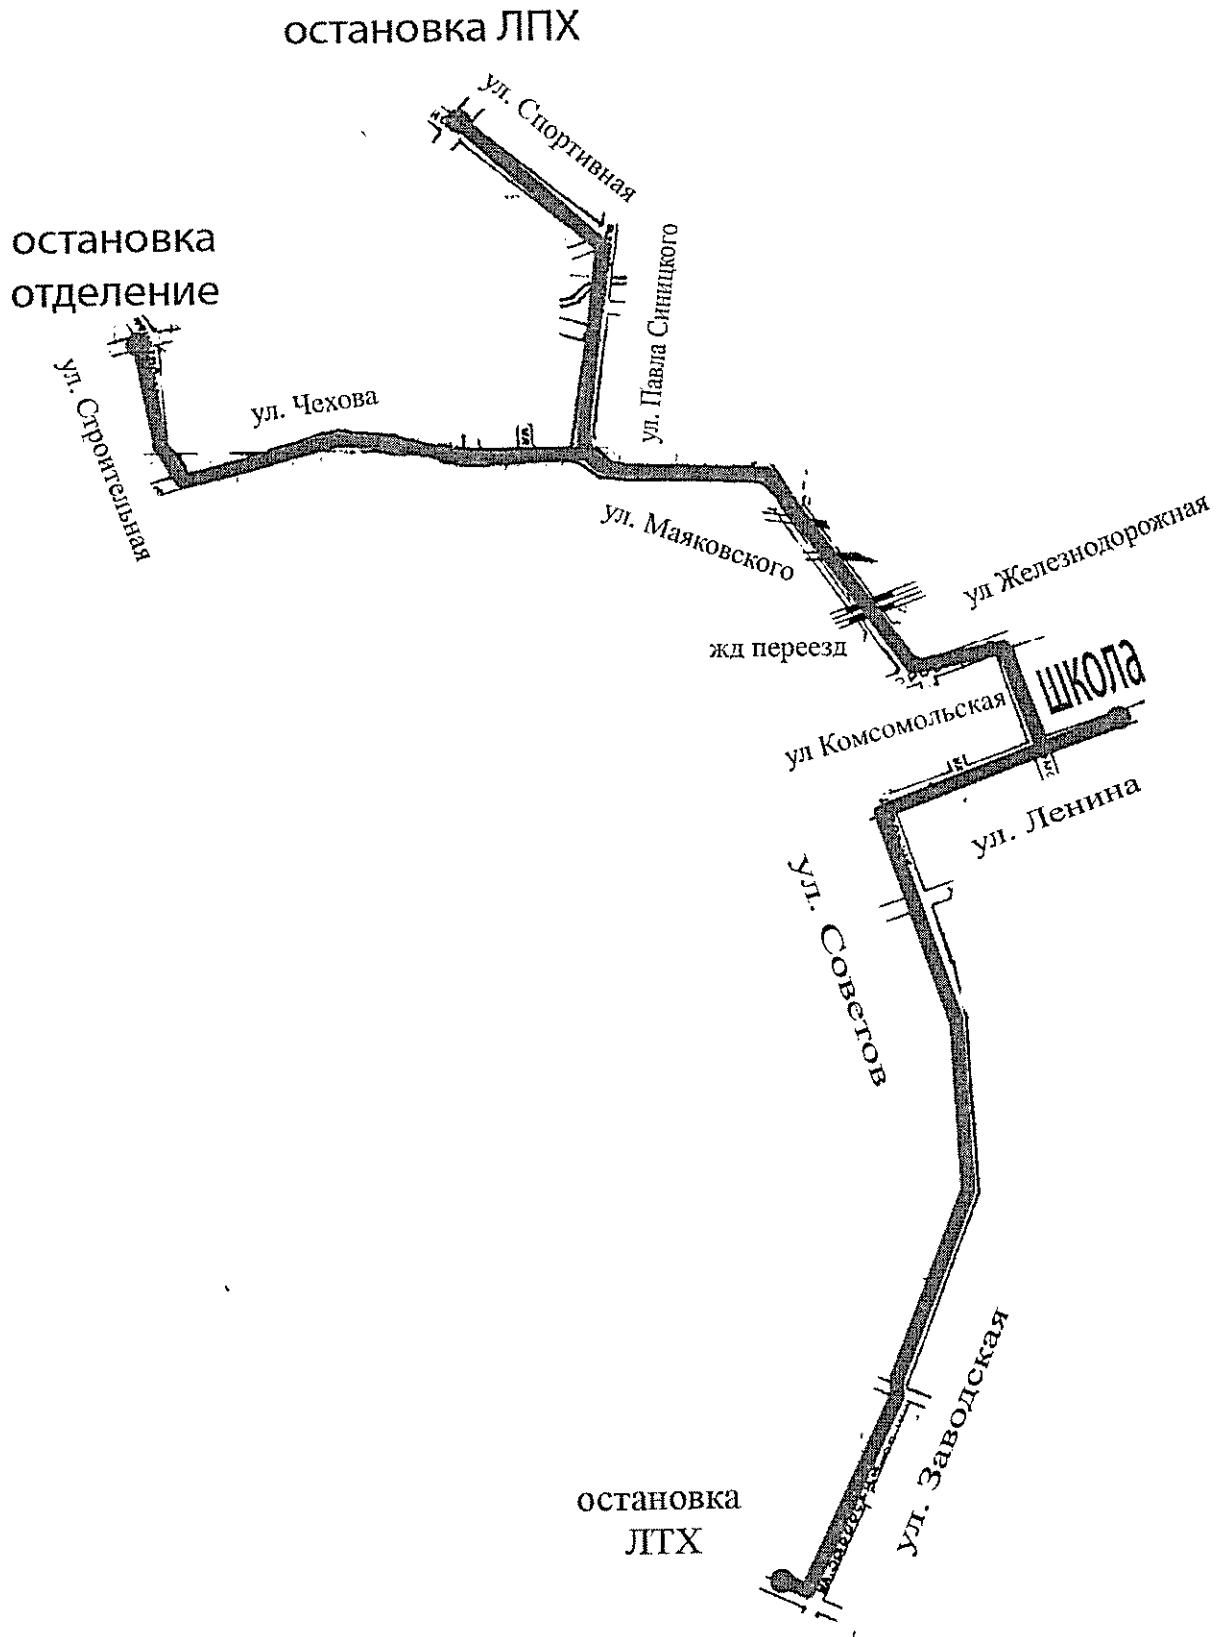 остановка ЛПХ
ул. Спортивная
остановка
отделение
ул. Павла Синицкого
ул. Строительная
ул. Чехова
ул. Маяковского
ул Железнодорожная
жд переезд
школа
ул Комсомольская
ул. Ленина
ул. Советов
ул. Заводская
остановка
ЛТХ